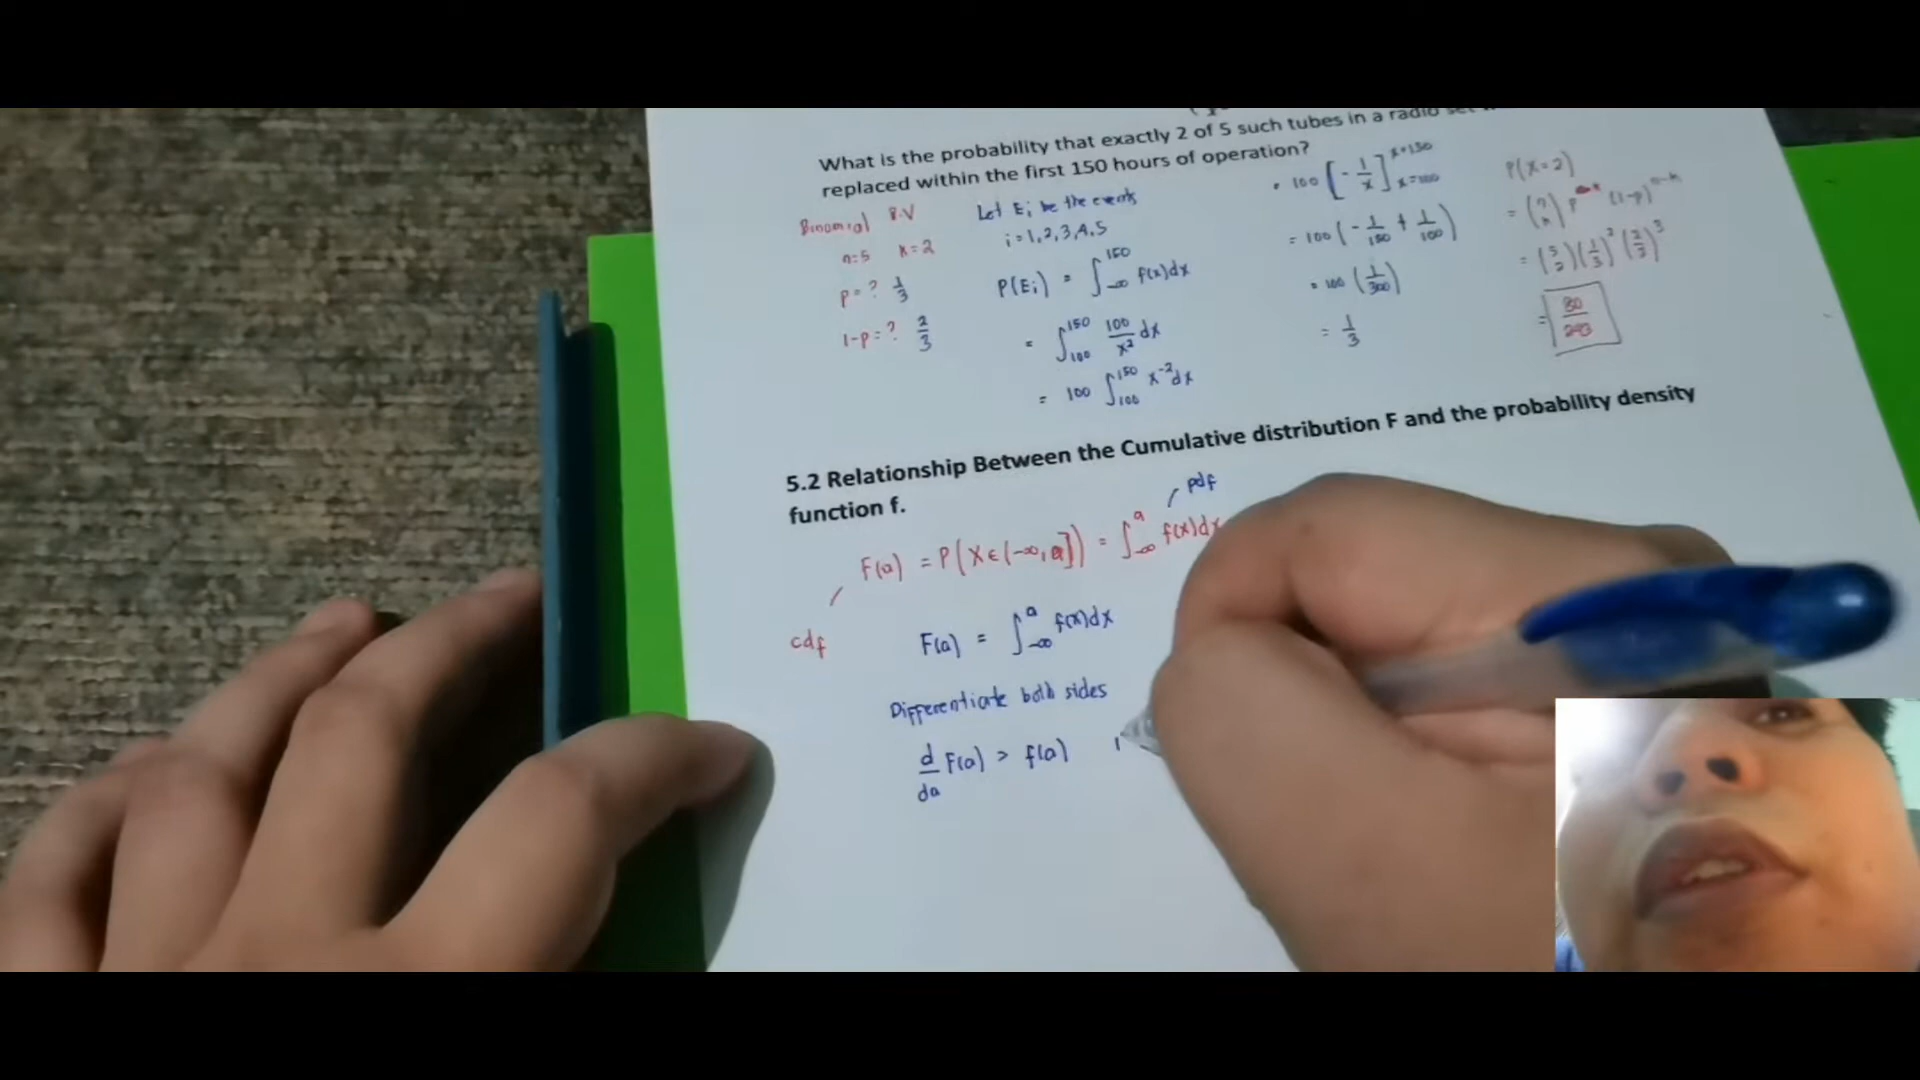 What is the probability that exactly 2 of 5 such tubes in a radio set
replaced within the first 150 hours of operation?
Binomial R.V
n=5 x=2
p=? 1/3
1-p=? 2/3
Let Ei be the events
i=1,2,3,4,5
P(Ei) = ∫_-∞^150 f(x)dx
= ∫_100^150 100/x² dx
= 100 ∫_100^150 x^-2 dx
= 100 [-1/x]_x=100^x=150
= 100 (-1/150 + 1/100)
= 100 (1/300)
= 1/3
P(X=2)
= (5 2)(1/3)²(2/3)³
= 80/243
5.2 Relationship Between the Cumulative distribution F and the probability density
function f.
pdf
F(a) = P(X∈(-∞,a]) = ∫_-∞^a f(x)dx
cdf
F(a) = ∫_-∞^a f(x)dx
Differentiate both sides
d/da F(a) = f(a)